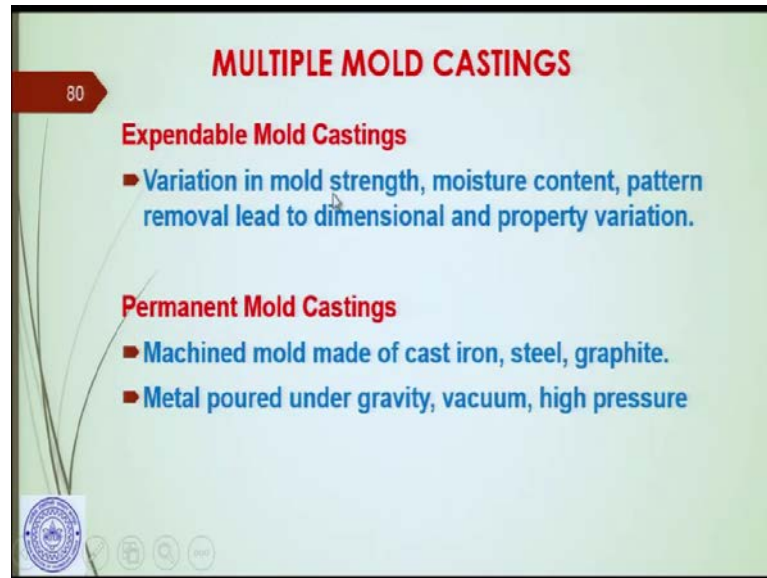 MULTIPLE MOLD CASTINGS
80
Expendable Mold Castings
Variation in mold strength, moisture content, pattern
removal lead to dimensional and property variation.
Permanent Mold Castings
Machined mold made of cast iron, steel, graphite.
Metal poured under gravity, vacuum, high pressure